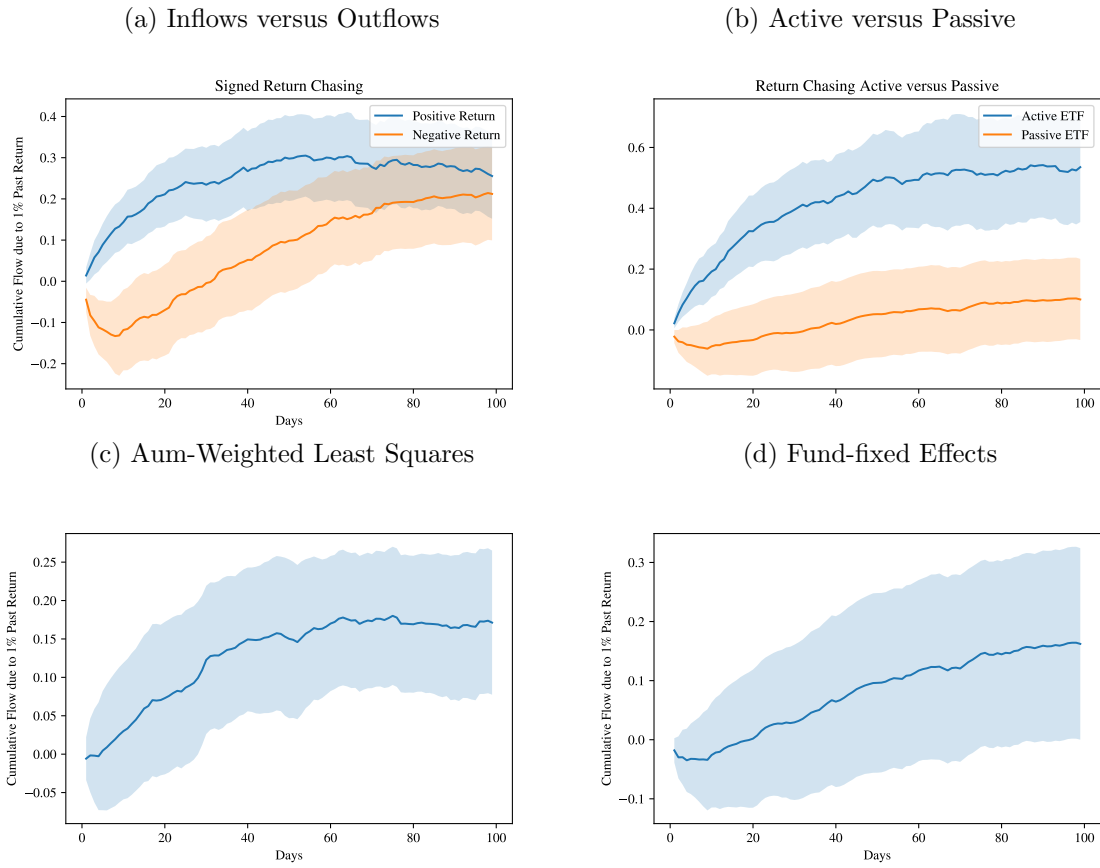 (a) Inflows versus Outflows
Signed Return Chasing
Cumulative Flow due to 1% Past Return
0.4
0.3
0.2
0.1
0.0
−0.1
−0.2
Positive Return
Negative Return
0 20 40 60 80 100
Days
(b) Active versus Passive
Return Chasing Active versus Passive
0.6
0.4
0.2
0.0
Active ETF
Passive ETF
0 20 40 60 80 100
(c) Aum-Weighted Least Squares
Cumulative Flow due to 1% Past Return
0.25
0.20
0.15
0.10
0.05
0.00
−0.05
0 20 40 60 80 100
Days
(d) Fund-fixed Effects
Cumulative Flow due to 1% Past Return
0.3
0.2
0.1
0.0
−0.1
0 20 40 60 80 100
Days